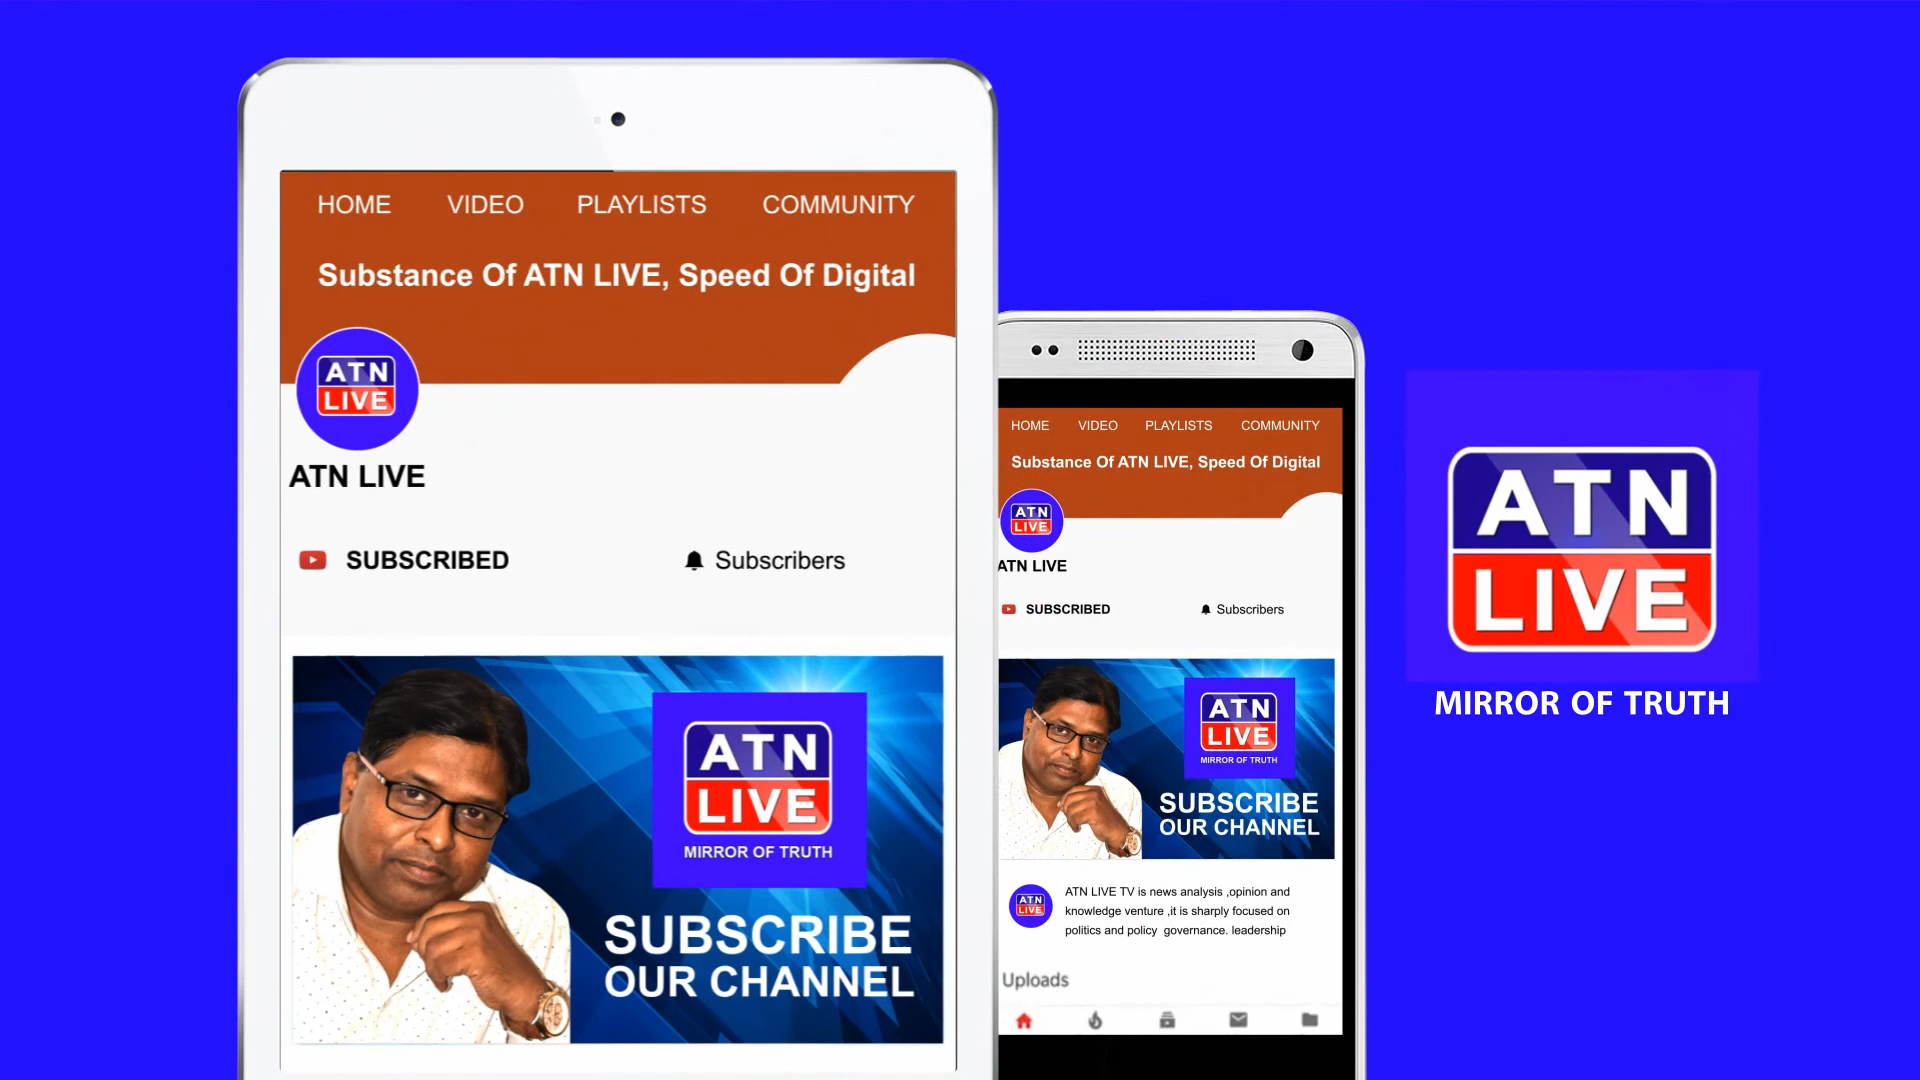 HOME VIDEO PLAYLISTS COMMUNITY
Substance Of ATN LIVE, Speed Of Digital
ATN
LIVE
ATN LIVE
SUBSCRIBED Subscribers
ATN
LIVE
MIRROR OF TRUTH
SUBSCRIBE
OUR CHANNEL
HOME VIDEO PLAYLISTS COMMUNITY
Substance Of ATN LIVE, Speed Of Digital
ATN
LIVE
ATN LIVE
SUBSCRIBED Subscribers
ATN
LIVE
MIRROR OF TRUTH
SUBSCRIBE
OUR CHANNEL
ATN
LIVE
ATN LIVE TV is news analysis ,opinion and
knowledge venture ,it is sharply focused on
politics and policy governance. leadership
Uploads
ATN
LIVE
MIRROR OF TRUTH